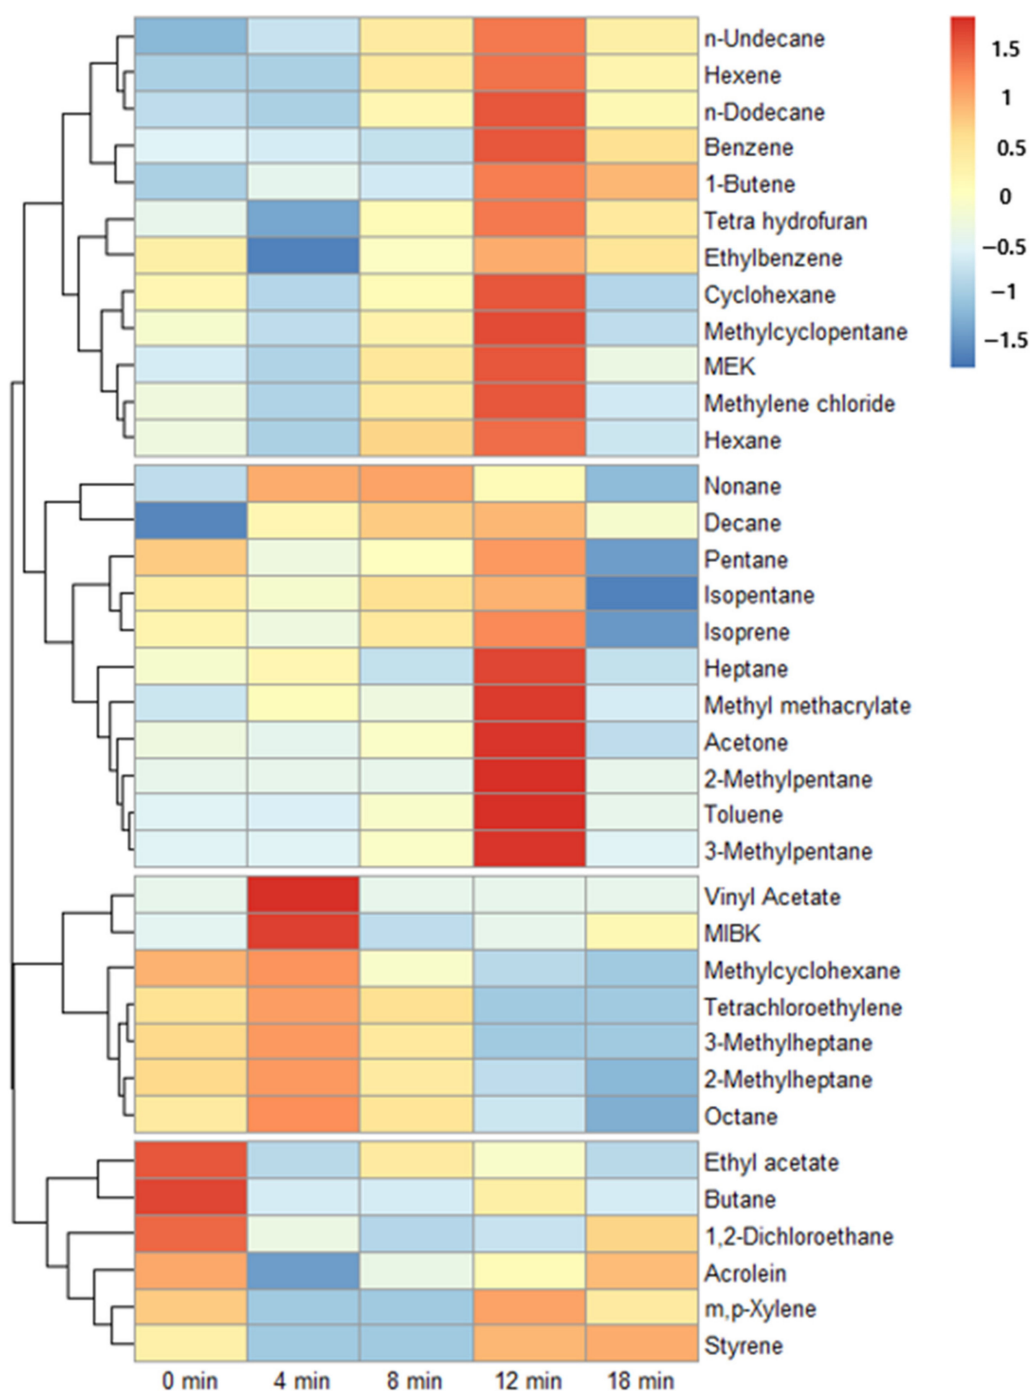 n-Undecane
Hexene
n-Dodecane
Benzene
1-Butene
Tetra hydrofuran
Ethylbenzene
Cyclohexane
Methylcyclopentane
MEK
Methylene chloride
Hexane
Nonane
Decane
Pentane
Isopentane
Isoprene
Heptane
Methyl methacrylate
Acetone
2-Methylpentane
Toluene
3-Methylpentane
Vinyl Acetate
MIBK
Methylcyclohexane
Tetrachloroethylene
3-Methylheptane
2-Methylheptane
Octane
Ethyl acetate
Butane
1,2-Dichloroethane
Acrolein
m,p-Xylene
Styrene
0 min 4 min 8 min 12 min 18 min
1.5
1
0.5
0
−0.5
−1
−1.5